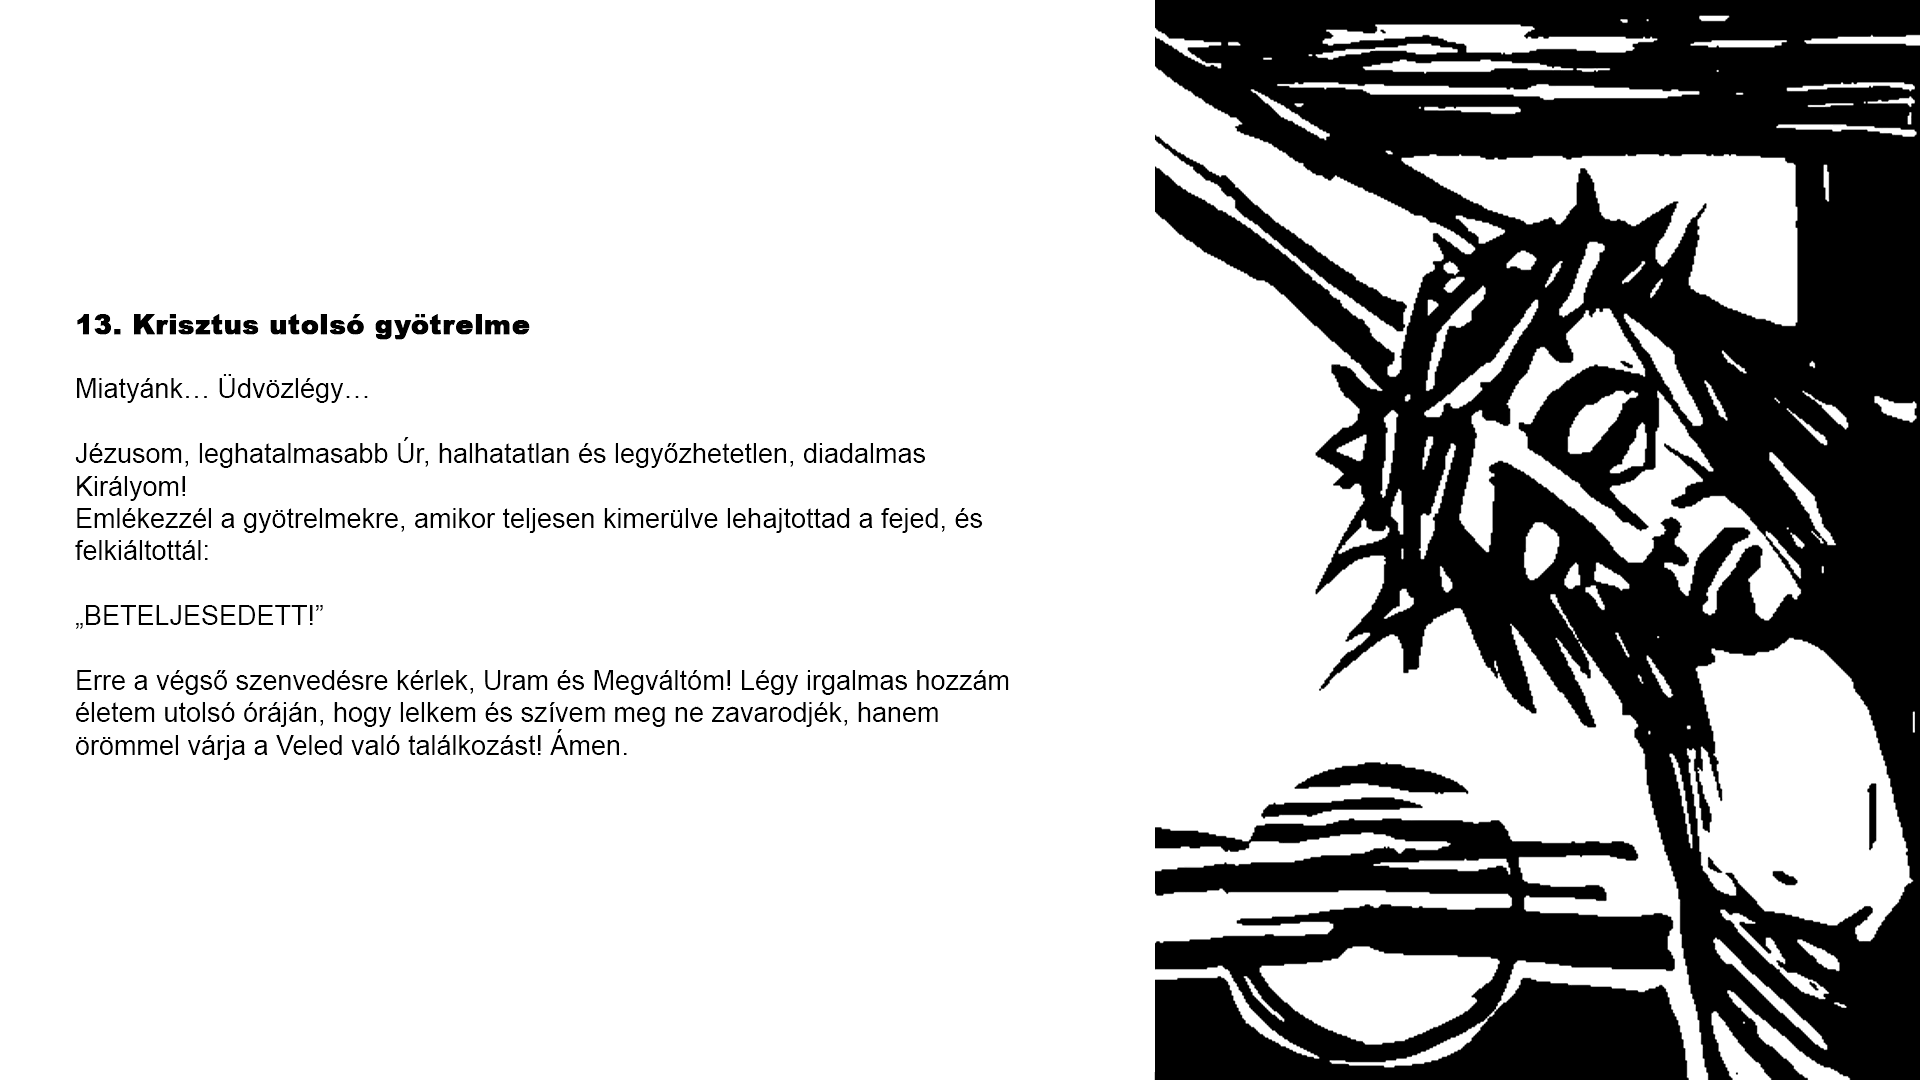 13. Krisztus utolsó gyötrelme
Miatyánk… Üdvözlégy…
Jézusom, leghatalmasabb Úr, halhatatlan és legyőzhetetlen, diadalmas
Királyom!
Emlékezzél a gyötrelmekre, amikor teljesen kimerülve lehajtottad a fejed, és
felkiáltottál:
„BETELJESEDETT!”
Erre a végső szenvedésre kérlek, Uram és Megváltóm! Légy irgalmas hozzám
életem utolsó óráján, hogy lelkem és szívem meg ne zavarodjék, hanem
örömmel várja a Veled való találkozást! Ámen.